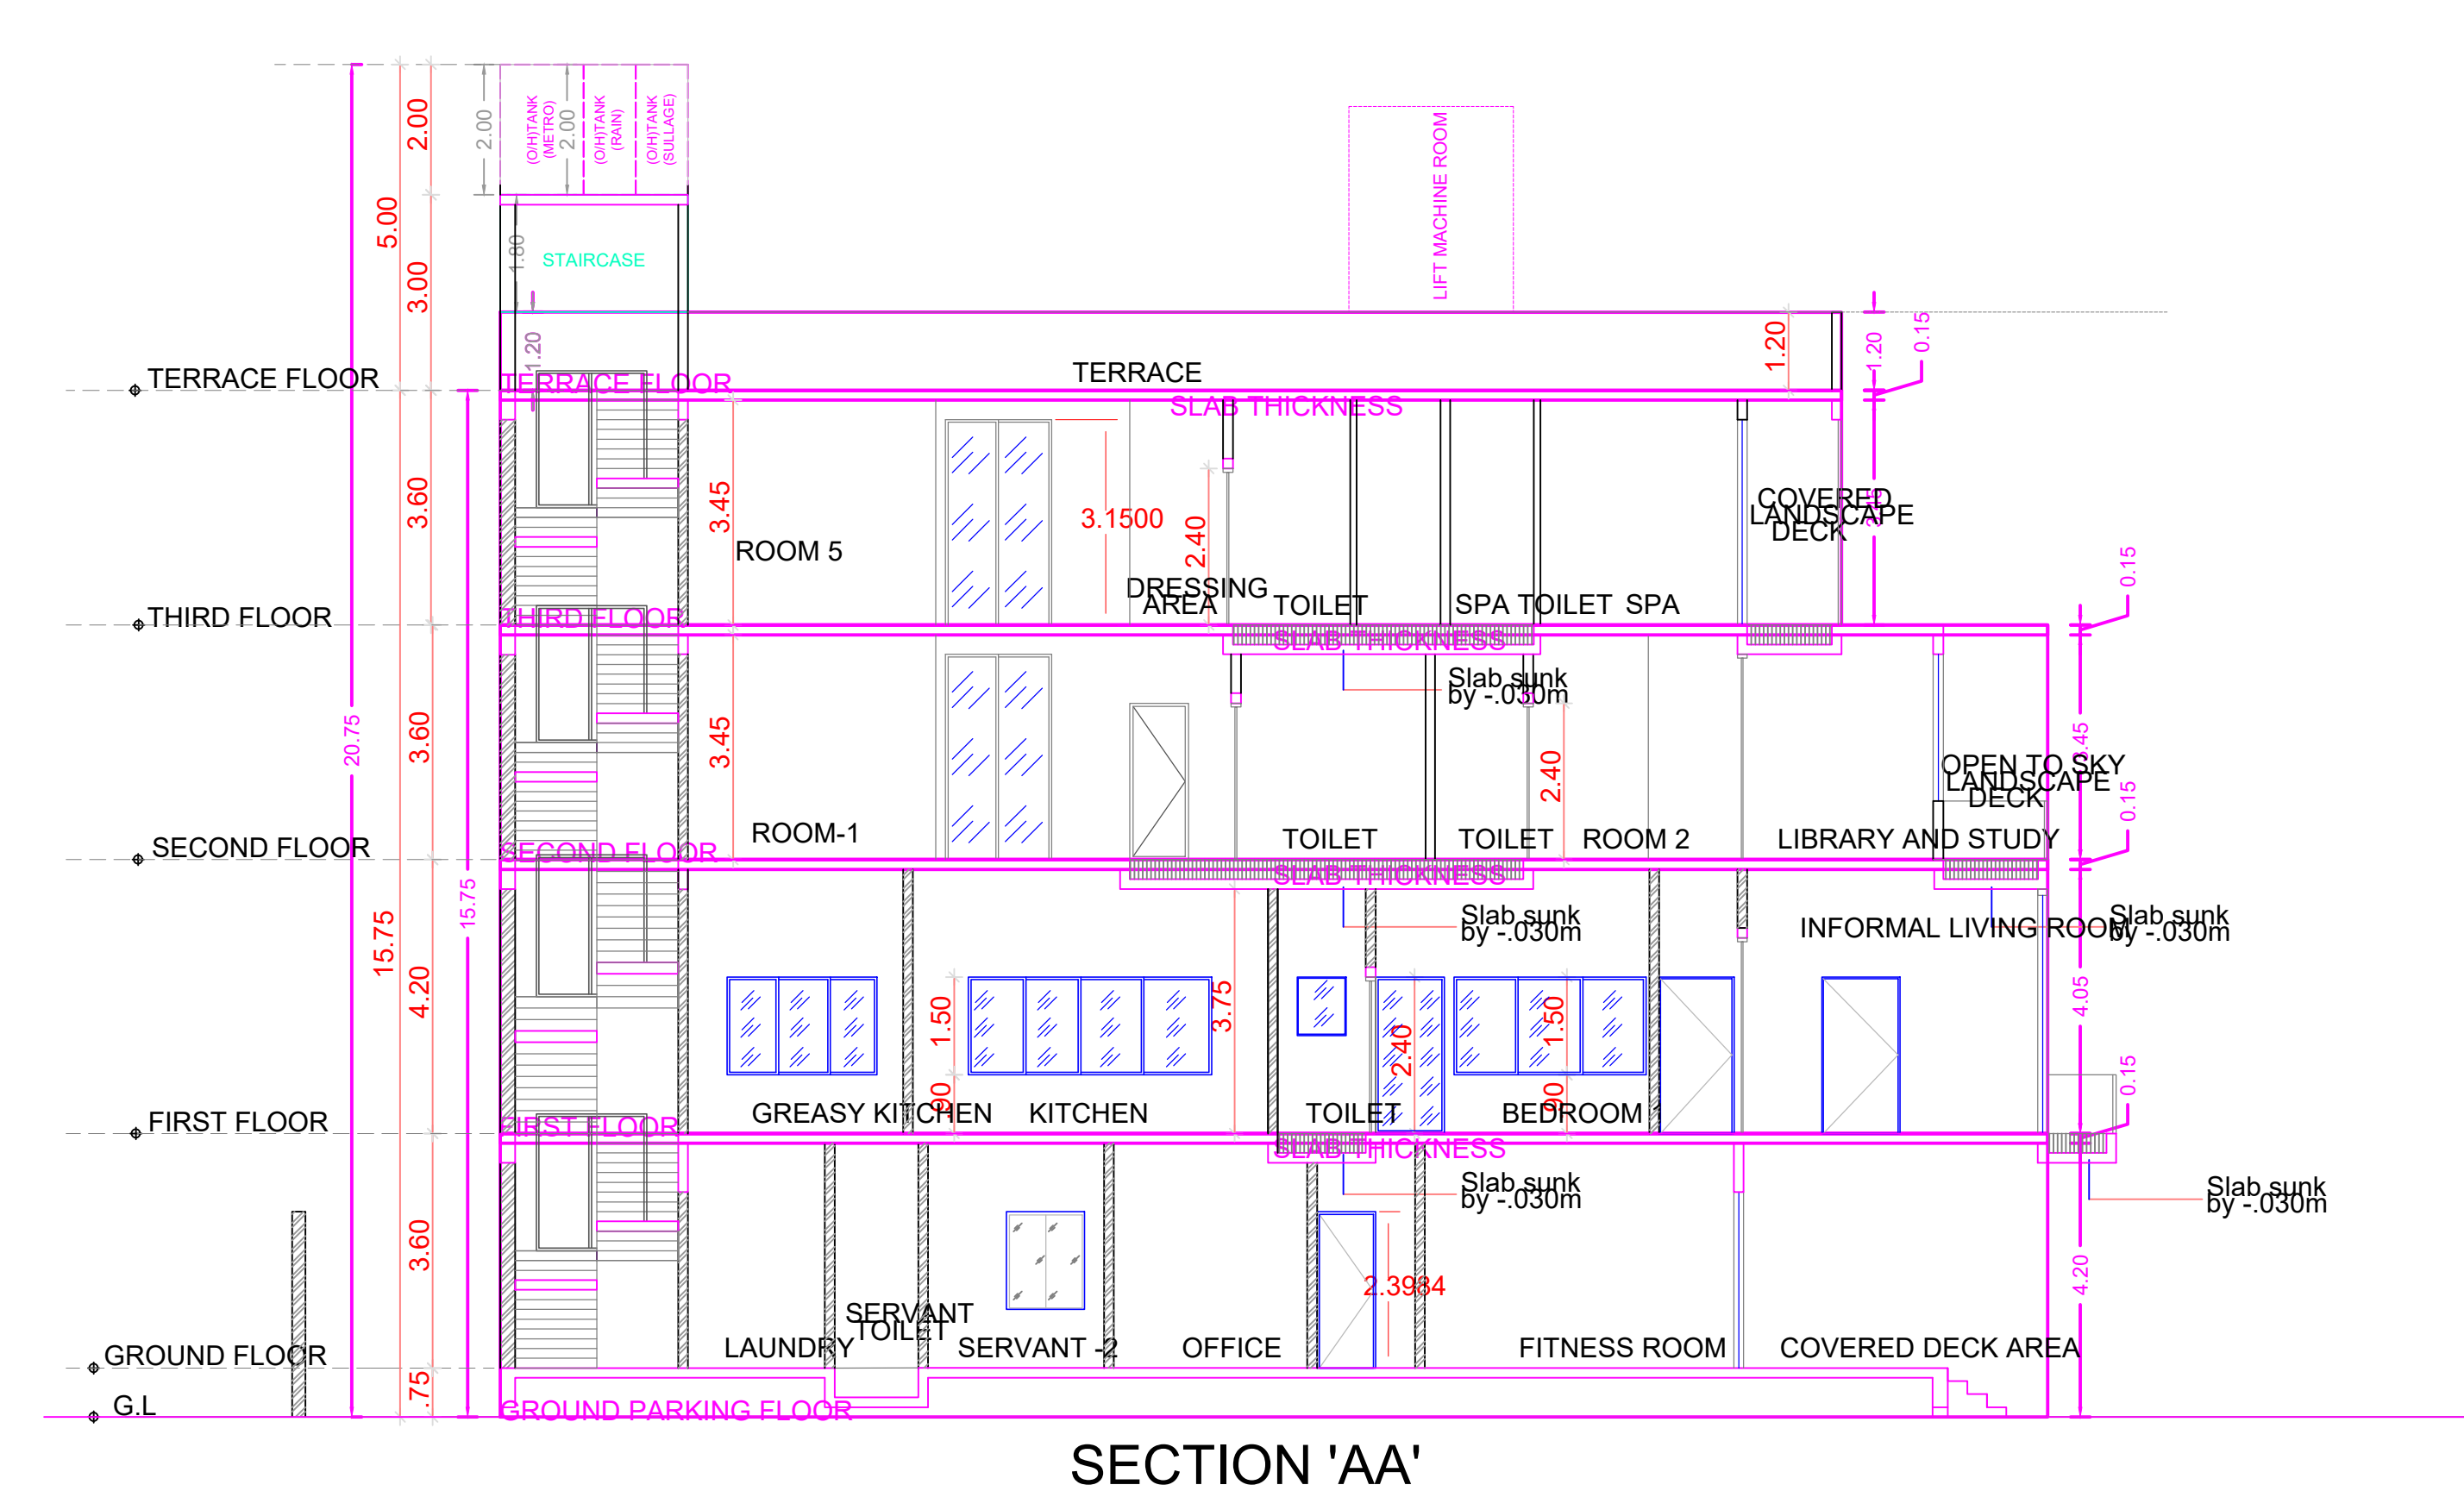 2.00
2.00
(O/H)TANK
(METRO)
2.00
(O/H)TANK
(RAIN)
(O/H)TANK
(SULLAGE)
LIFT MACHINE ROOM
5.00
3.00
1.80
STAIRCASE
1.20
1.20
1.20
0.15
TERRACE FLOOR
TERRACE FLOOR
TERRACE
SLAB THICKNESS
3.60
3.45
3.1500
2.40
COVERED
LANDSCAPE
DECK
3.45
ROOM 5
DRESSING
AREA
TOILET
SPA TOILET
SPA
0.15
THIRD FLOOR
THIRD FLOOR
SLAB THICKNESS
Slab sunk
by -.030m
20.75
3.60
3.45
2.40
3.45
OPEN TO SKY
LANDSCAPE
DECK
0.15
ROOM-1
TOILET
TOILET
ROOM 2
LIBRARY AND STUDY
SECOND FLOOR
SECOND FLOOR
SLAB THICKNESS
15.75
15.75
Slab sunk
by -.030m
INFORMAL LIVING ROOM
Slab sunk
by -.030m
4.20
1.50
3.75
2.40
1.50
4.05
.90
.90
0.15
GREASY KITCHEN
KITCHEN
TOILET
BEDROOM 1
FIRST FLOOR
FIRST FLOOR
SLAB THICKNESS
Slab sunk
by -.030m
Slab sunk
by -.030m
3.60
2.3984
4.20
LAUNDRY
SERVANT
TOILET
SERVANT -2
OFFICE
FITNESS ROOM
COVERED DECK AREA
GROUND FLOOR
.75
G.L
GROUND PARKING FLOOR
SECTION 'AA'